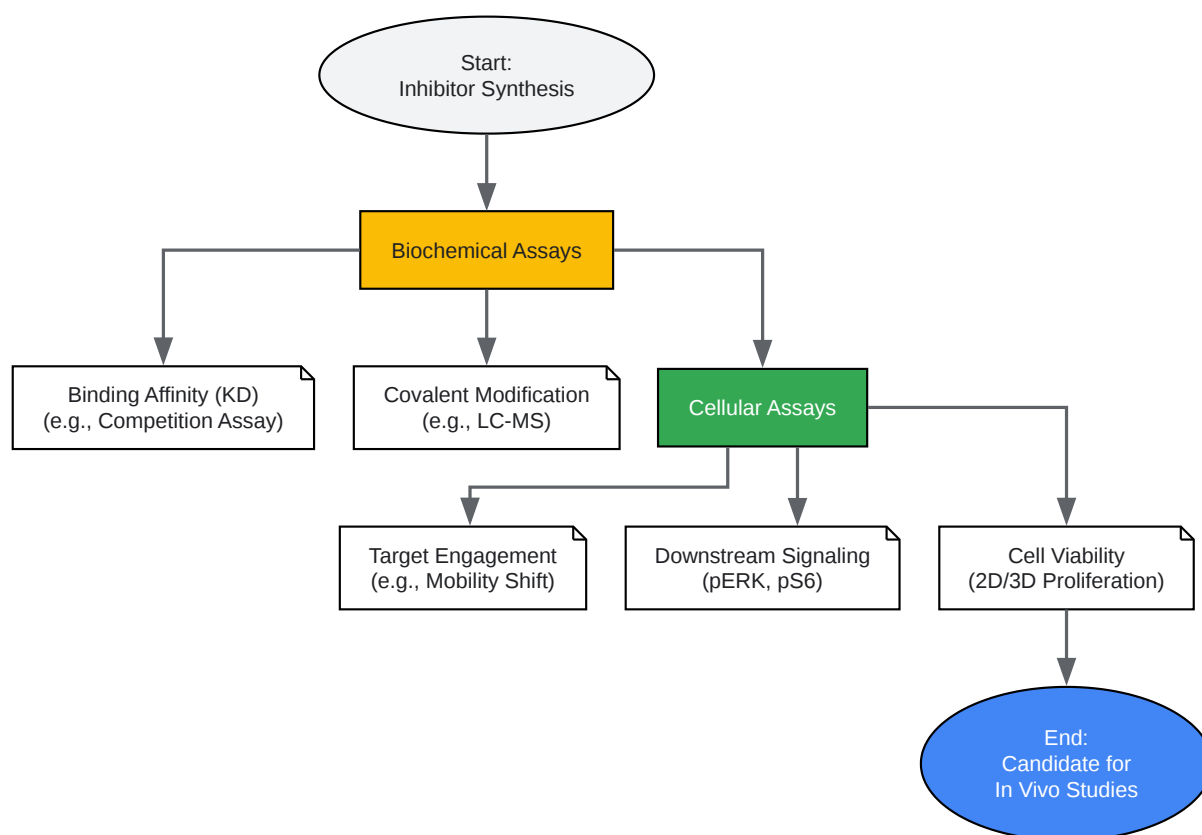 Start:
Inhibitor Synthesis
Biochemical Assays
Binding Affinity (KD)
(e.g., Competition Assay)
Covalent Modification
(e.g., LC-MS)
Cellular Assays
Target Engagement
(e.g., Mobility Shift)
Downstream Signaling
(pERK, pS6)
Cell Viability
(2D/3D Proliferation)
End:
Candidate for
In Vivo Studies